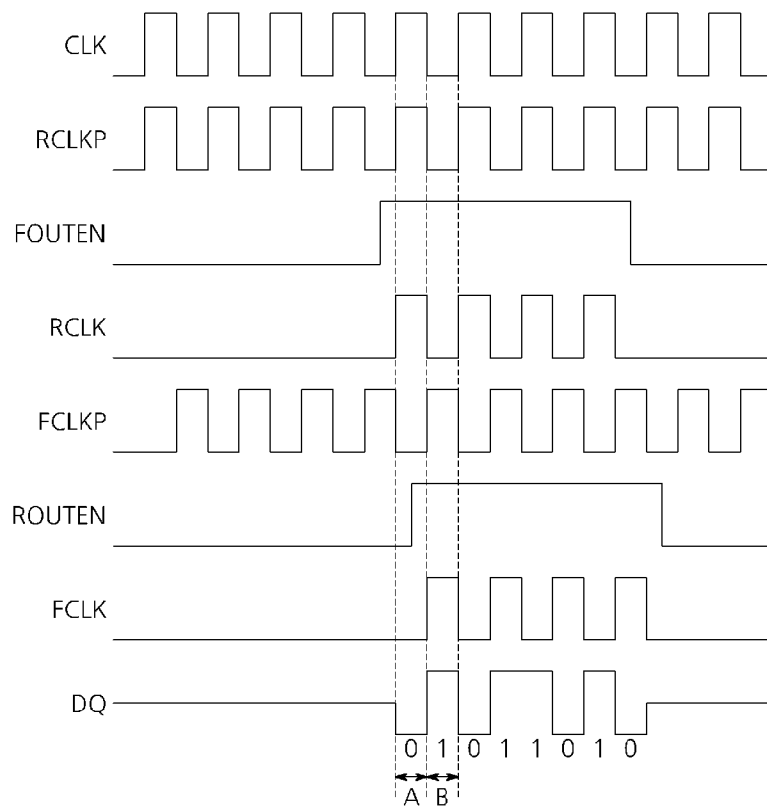 CLK
RCLKP
FOUTEN
RCLK
FCLKP
ROUTEN
FCLK
DQ
0 1 0 1 1 0 1 0
A B